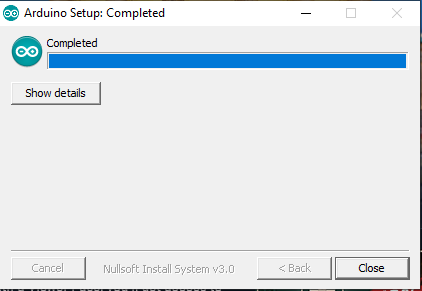 Arduino Setup: Completed
Completed
Show details
Cancel
Nullsoft Install System v3.0
< Back
Close